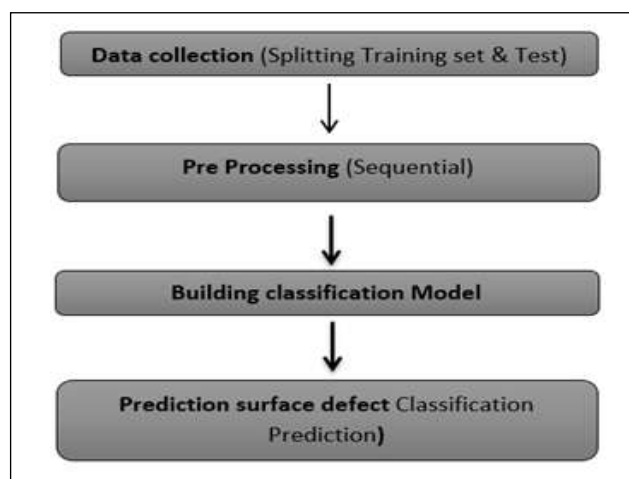 Data collection (Splitting Training set & Test)
Pre Processing (Sequential)
Building classification Model
Prediction surface defect Classification
Prediction)